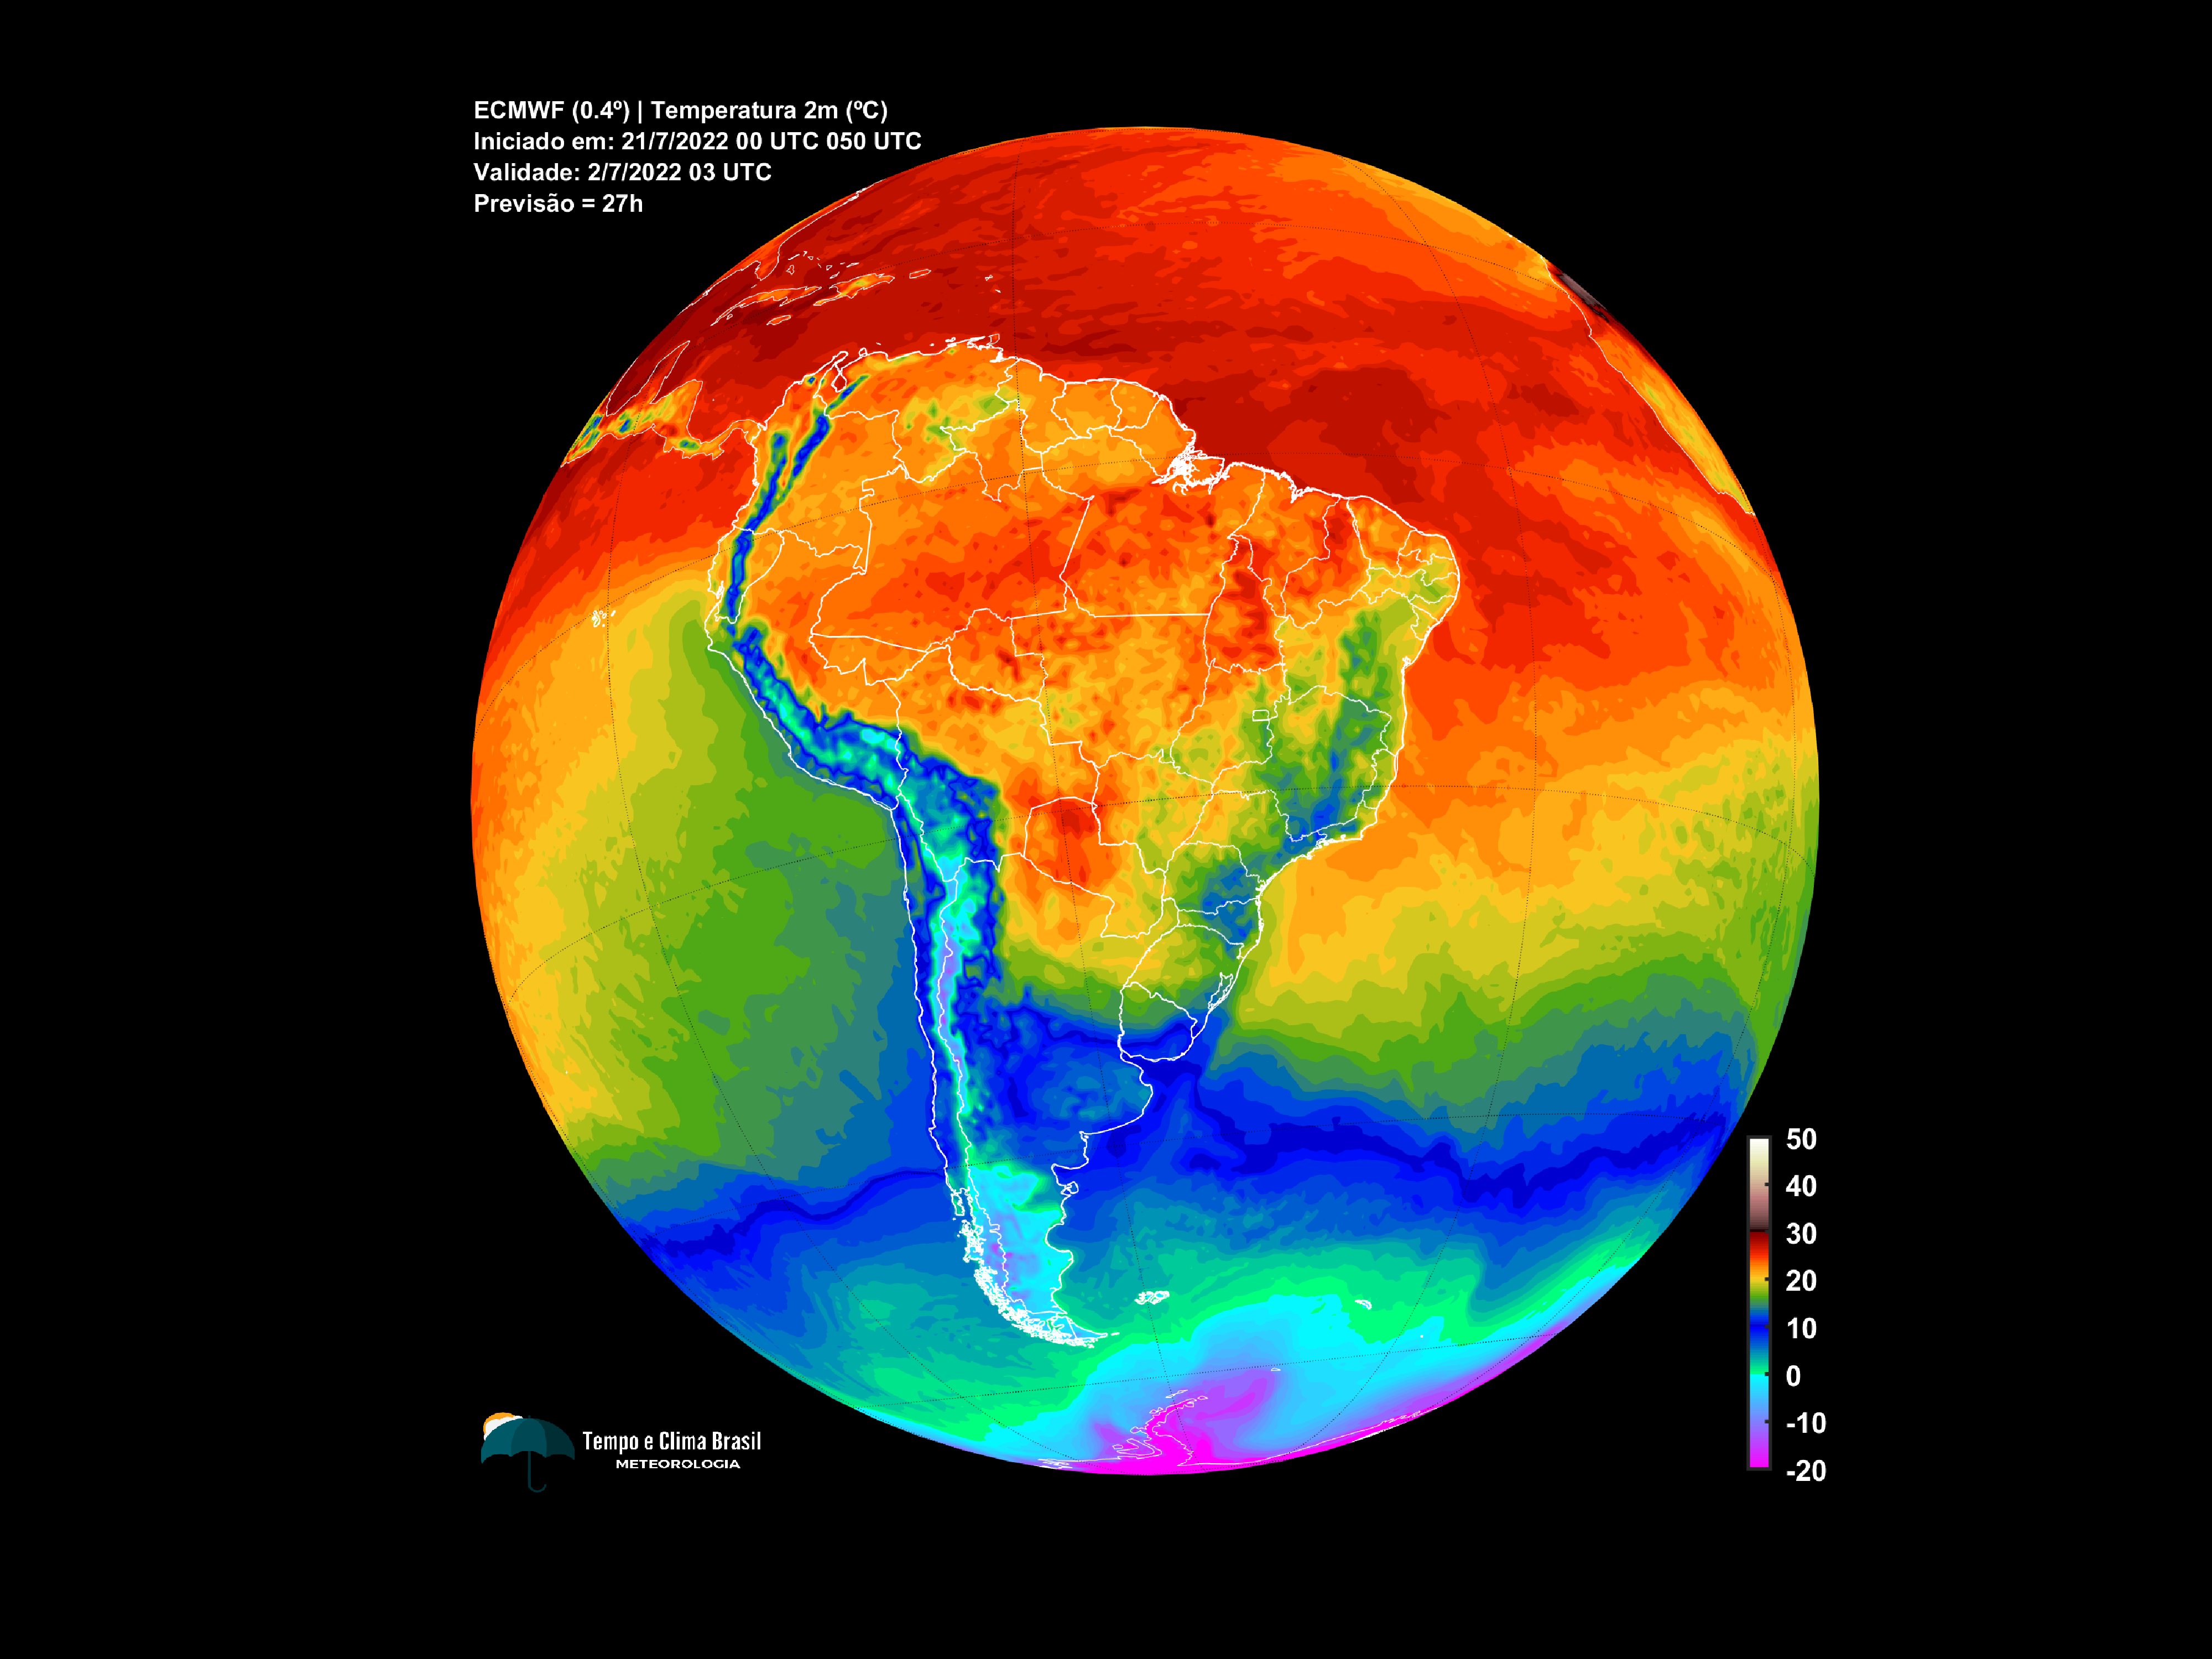 ECMWF (0.4º) | Temperatura 2m (ºC)
Iniciado em: 21/7/2022 00 UTC 050 UTC
Validade: 2/7/2022 03 UTC
Previsão = 27h
50
40
30
20
10
0
-10
-20
Tempo e Clima Brasil
METEOROLOGIA